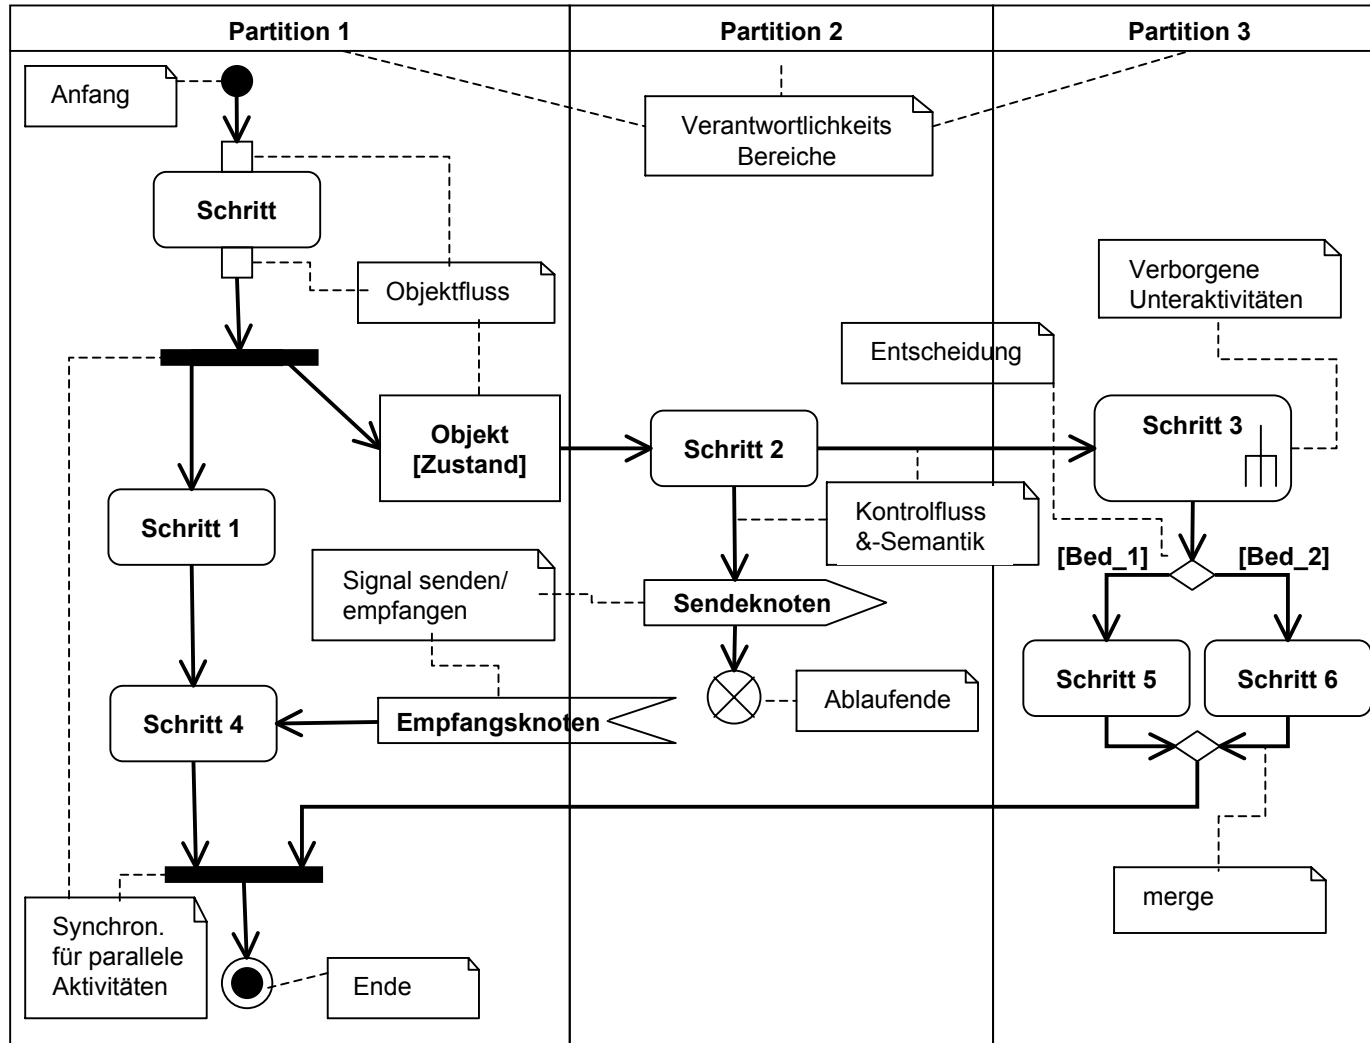 Partition 1
Partition 2
Partition 3
Anfang
Verantwortlichkeits
Bereiche
Schritt
Objektfluss
Verborgene
Unteraktivitäten
Entscheidung
Objekt
[Zustand]
Schritt 2
Schritt 3
Schritt 1
Kontrolfluss
&-Semantik
[Bed_1]
[Bed_2]
Signal senden/
empfangen
Sendeknoten
Schritt 5
Schritt 6
Schritt 4
Empfangsknoten
Ablaufende
merge
Synchron.
für parallele
Aktivitäten
Ende